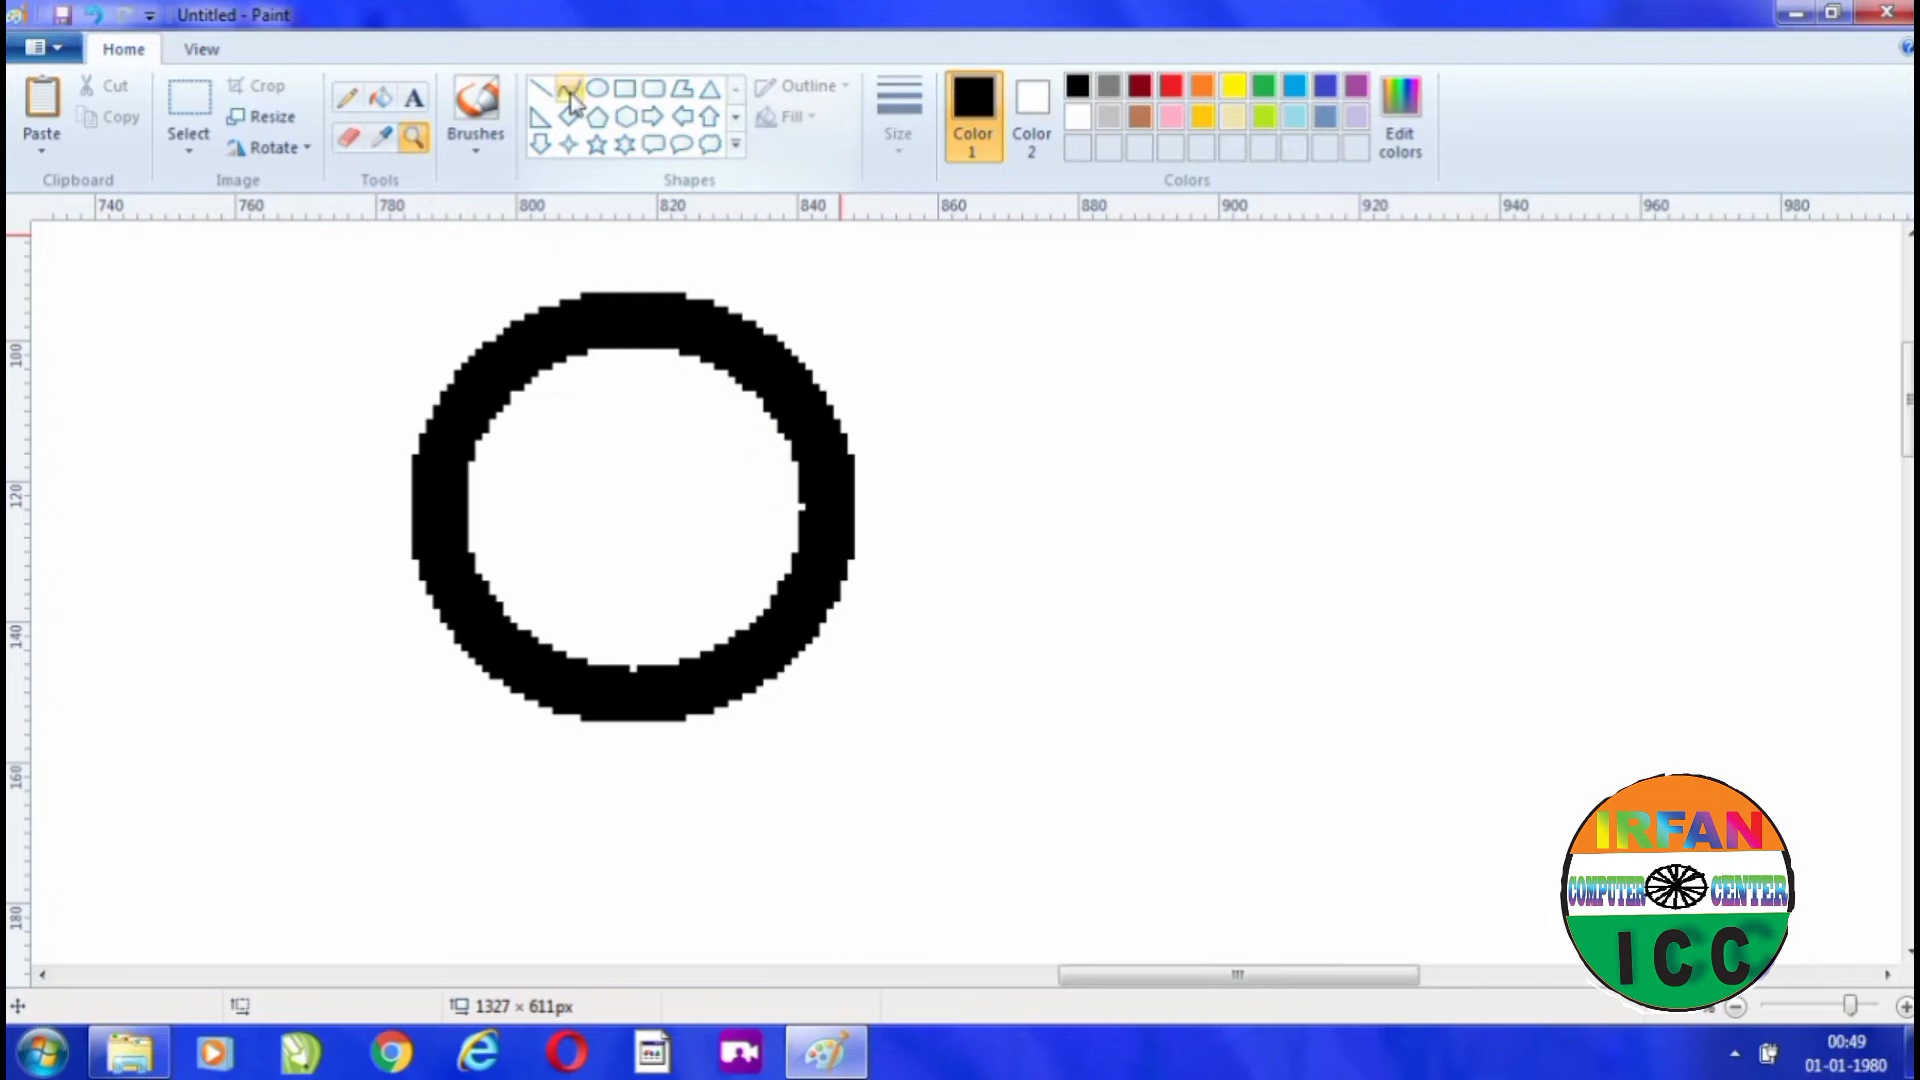 Untitled - Paint
Home View
Paste
Cut
Copy
Clipboard
Select
Crop
Resize
Rotate
Image
A
Tools
Brushes
Shapes
Outline
Fill
Size
Color 1
Color 2
Edit colors
Colors
740 760 780 800 820 840 860 880 900 920 940 960 980
100
120
140
160
180
IRFAN
COMPUTER CENTER
ICC
1327 × 611px
00:49
01-01-1980